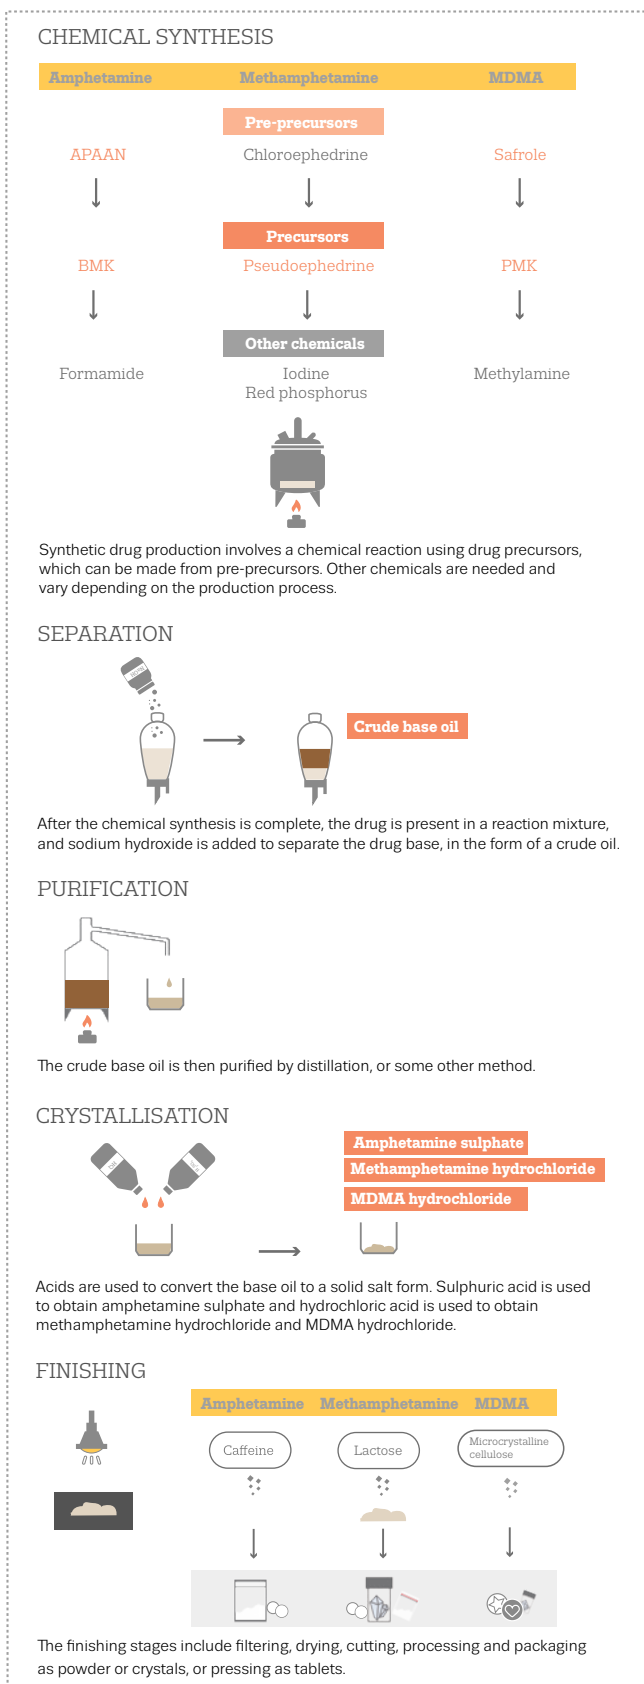 CHEMICAL SYNTHESIS
Amphetamine Methamphetamine MDMA
Pre-precursors
APAAN Chloroephedrine Safrole
Precursors
BMK Pseudoephedrine PMK
Other chemicals
Formamide Iodine Methylamine
Red phosphorus
Synthetic drug production involves a chemical reaction using drug precursors,
which can be made from pre-precursors. Other chemicals are needed and
vary depending on the production process.
SEPARATION
Crude base oil
After the chemical synthesis is complete, the drug is present in a reaction mixture,
and sodium hydroxide is added to separate the drug base, in the form of a crude oil.
PURIFICATION
The crude base oil is then purified by distillation, or some other method.
CRYSTALLISATION
Amphetamine sulphate
Methamphetamine hydrochloride
MDMA hydrochloride
Acids are used to convert the base oil to a solid salt form. Sulphuric acid is used
to obtain amphetamine sulphate and hydrochloric acid is used to obtain
methamphetamine hydrochloride and MDMA hydrochloride.
FINISHING
Amphetamine Methamphetamine MDMA
Caffeine Lactose Microcrystalline
cellulose
The finishing stages include filtering, drying, cutting, processing and packaging
as powder or crystals, or pressing as tablets.